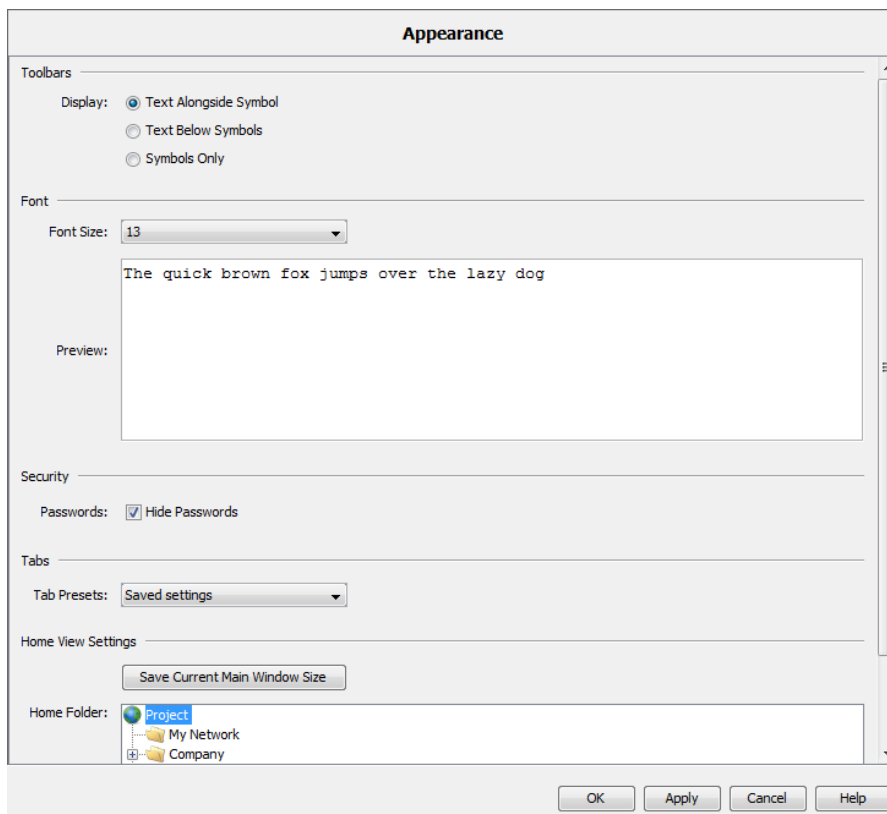 Appearance
Toolbars
Display: Text Alongside Symbol
Text Below Symbols
Symbols Only
Font
Font Size: 13
The quick brown fox jumps over the lazy dog
Preview:
Security
Passwords: Hide Passwords
Tabs
Tab Presets: Saved settings
Home View Settings
Save Current Main Window Size
Home Folder: Project
My Network
Company
OK Apply Cancel Help